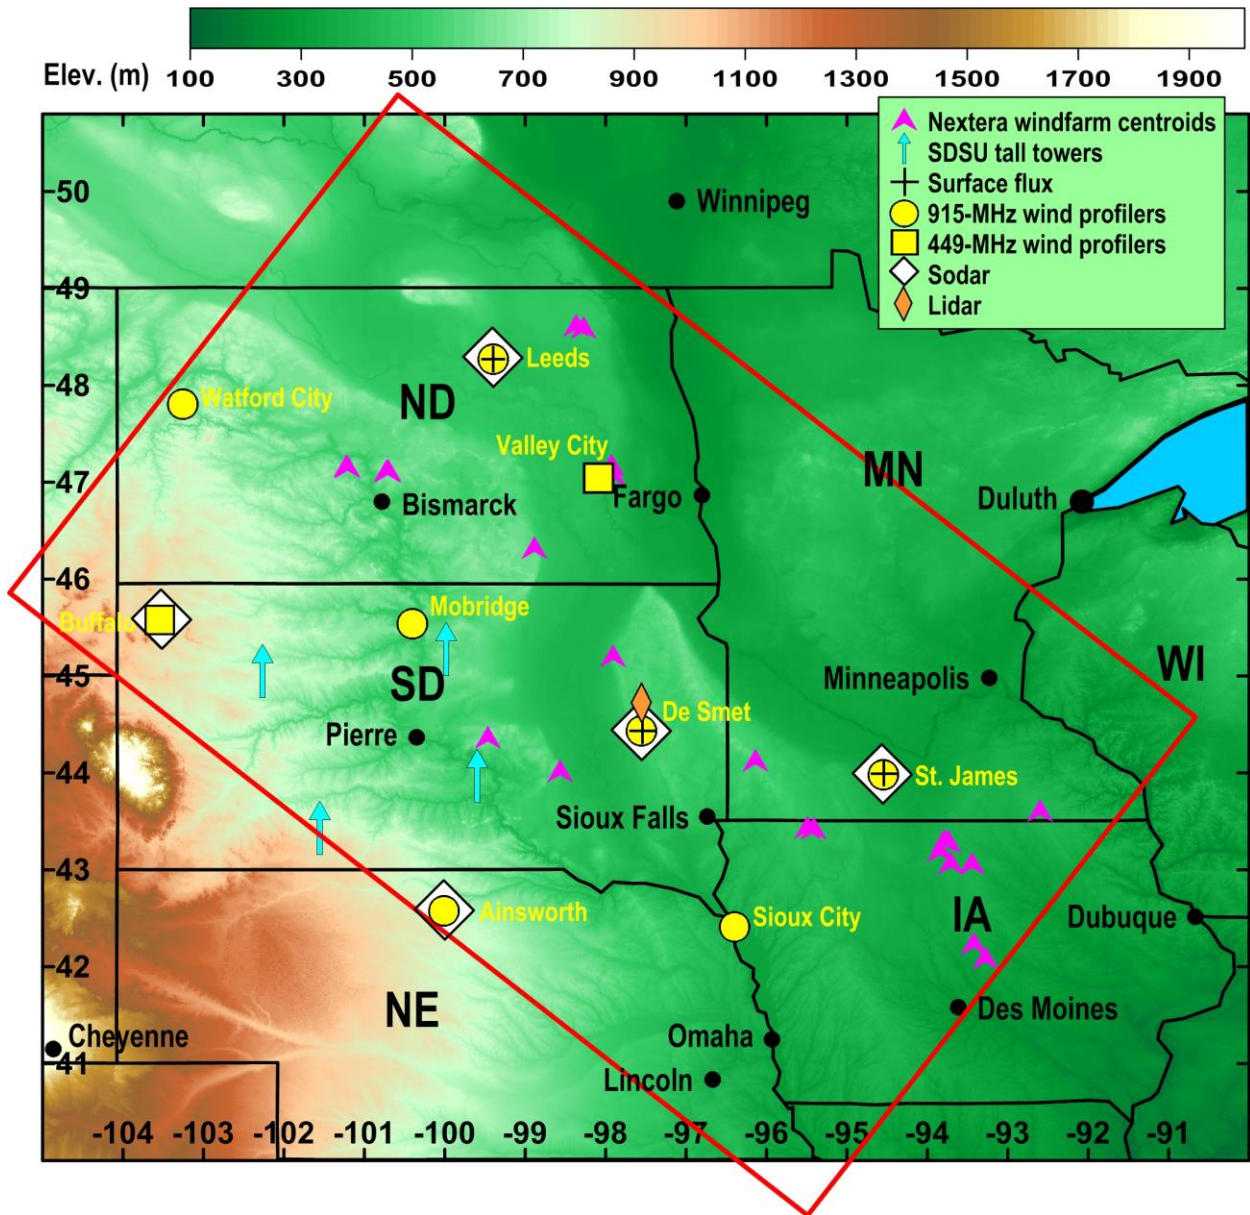 Elev. (m)
100 300 500 700 900 1100 1300 1500 1700 1900
Nextera windfarm centroids
SDSU tall towers
Surface flux
915-MHz wind profilers
449-MHz wind profilers
Sodar
Lidar
50
Winnipeg
49
Leeds
48
Watford City
ND
Valley City
MN
47
Bismarck
Fargo
Duluth
46
Buffalo
Mobridge
45
SD
Minneapolis
WI
Pierre
De Smet
44
St. James
Sioux Falls
43
Ainsworth
Sioux City
IA
Dubuque
42
NE
Des Moines
Cheyenne
Omaha
41
Lincoln
-104 -103 -102 -101 -100 -99 -98 -97 -96 -95 -94 -93 -92 -91